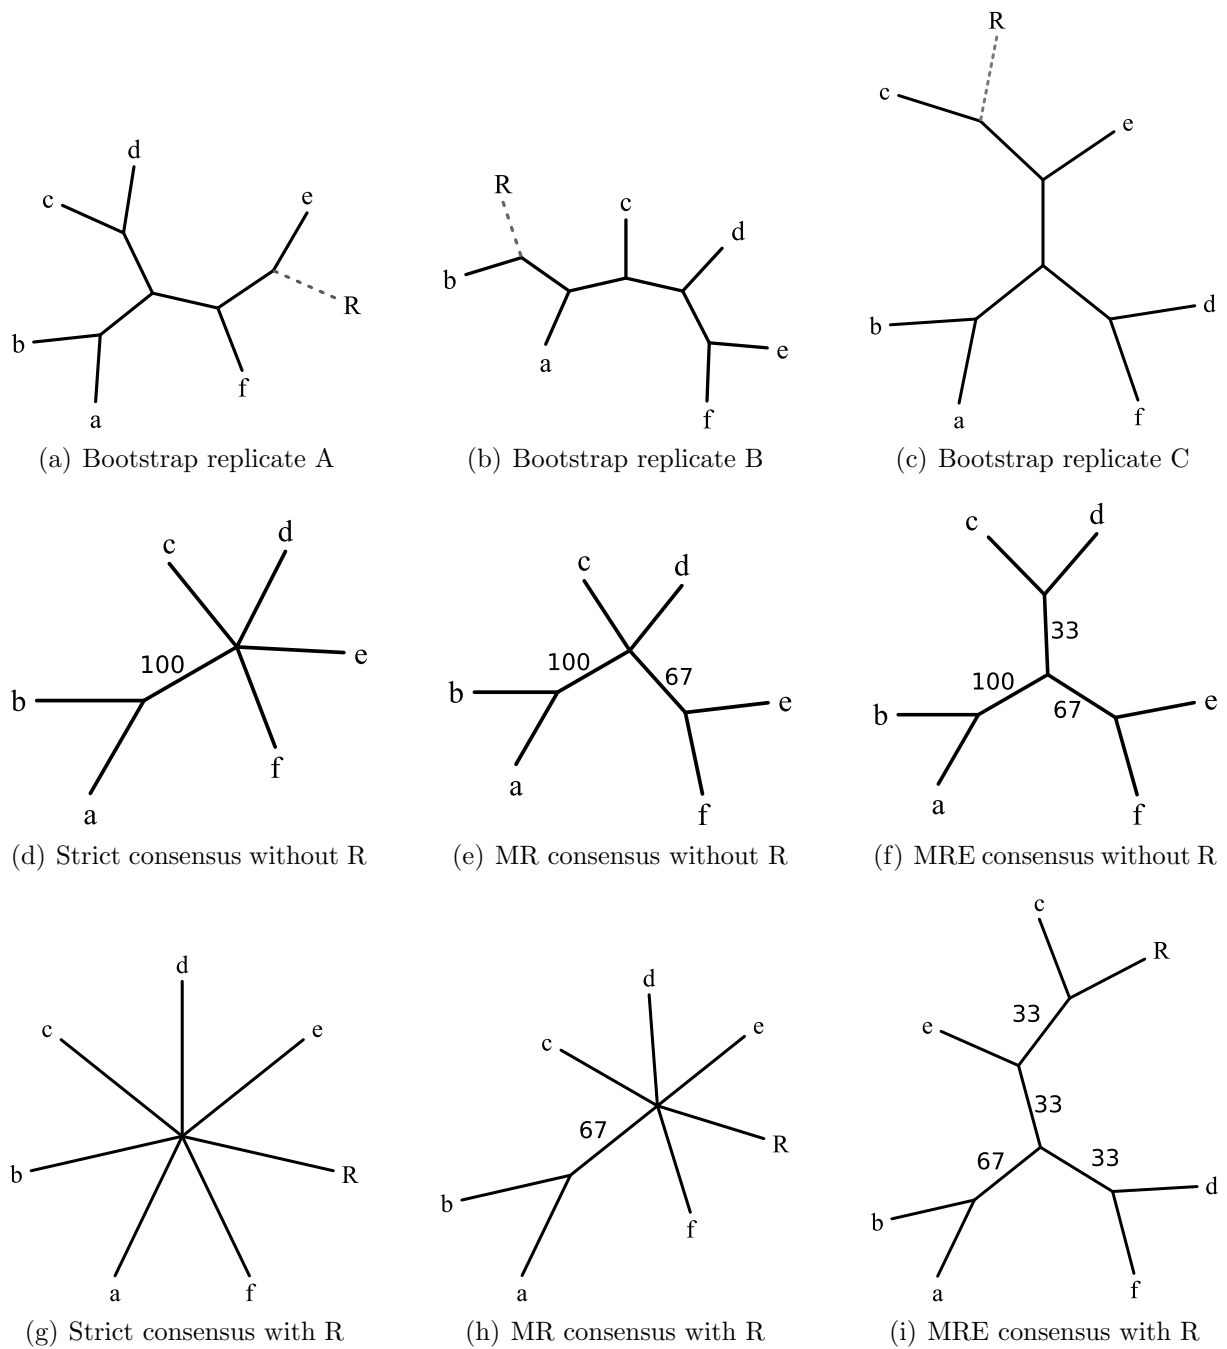 R
c
e
b
d
a
f
d
c
e
b
R
a
f
R
c
d
b
a
e
f
(a) Bootstrap replicate A
(b) Bootstrap replicate B
(c) Bootstrap replicate C
c
d
100
b
e
f
a
c
d
100
67
b
e
a
f
c
d
33
100
67
b
e
a
f
(d) Strict consensus without R
(e) MR consensus without R
(f) MRE consensus without R
d
c
e
b
R
a
f
d
e
c
67
R
b
f
a
c
R
33
e
33
67
33
b
d
a
f
(g) Strict consensus with R
(h) MR consensus with R
(i) MRE consensus with R